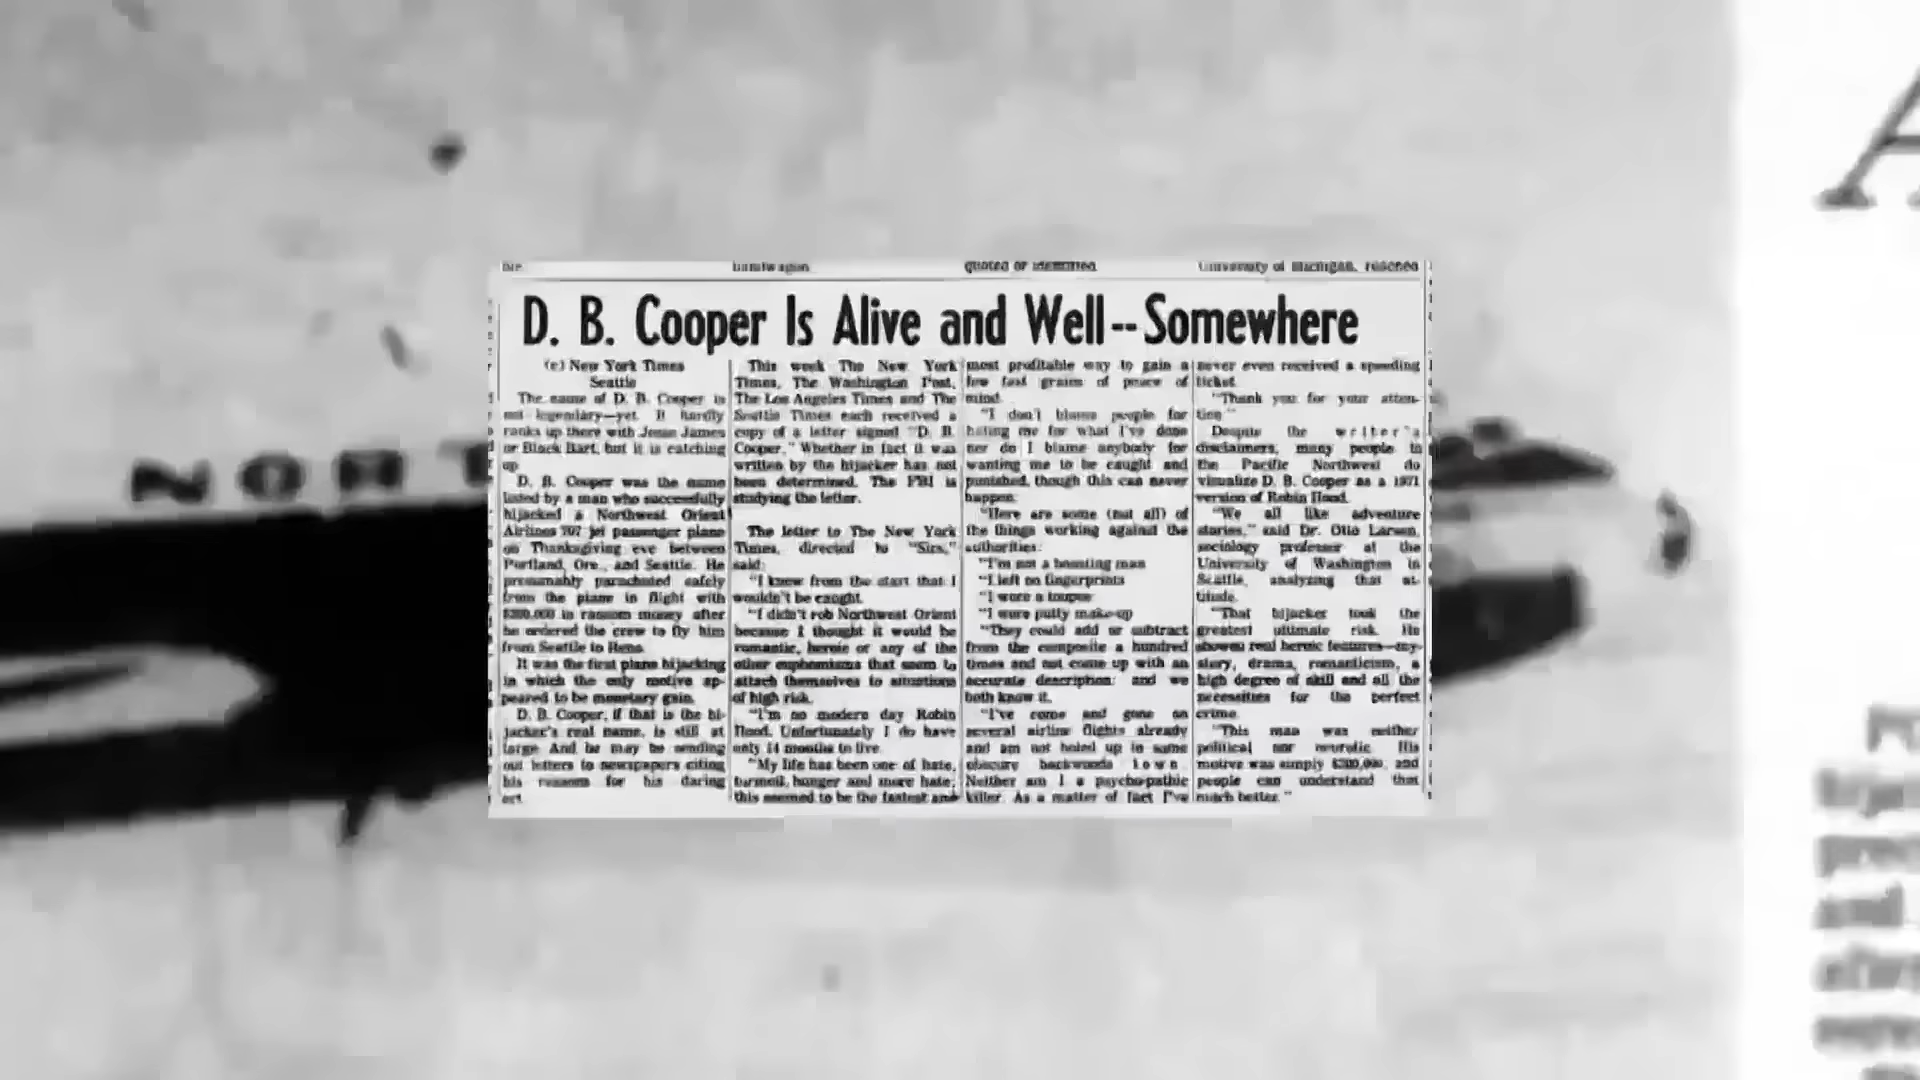 bandwagon
quoted or identified
University of Michigan, reached
D. B. Cooper Is Alive and Well--Somewhere
(c) New York Times
Seattle
The name of D. B. Cooper is
not legendary—yet. It hardly
ranks up there with Jesse James
or Black Bart, but it is catching
up.
D. B. Cooper was the name
listed by a man who successfully
hijacked a Northwest Orient
Airlines 707 jet passenger plane
on Thanksgiving eve between
Portland, Ore., and Seattle. He
presumably parachuted safely
from the plane in flight with
$200,000 in ransom money after
he ordered the crew to fly him
from Seattle to Reno.
It was the first plane hijacking
in which the only motive ap-
peared to be monetary gain.
D. B. Cooper, if that is the hi-
jacker's real name, is still at
large. And he may be sending
out letters to newspapers citing
his reasons for his daring
act.
This week The New York
Times, The Washington Post,
The Los Angeles Times and The
Seattle Times each received a
copy of a letter signed "D. B.
Cooper." Whether in fact it was
written by the hijacker has not
been determined. The FBI is
studying the letter.
The letter to The New York
Times, directed to "Sirs,"
said:
"I knew from the start that I
wouldn't be caught.
"I didn't rob Northwest Orient
because I thought it would be
romantic, heroic or any of the
other euphemisms that seem to
attach themselves to situations
of high risk.
"I'm no modern day Robin
Hood. Unfortunately I do have
only 14 months to live.
"My life has been one of hate,
turmoil, hunger and more hate;
this seemed to be the fastest and
most profitable way to gain a
few fast grains of peace of
mind.
"I don't blame people for
hating me for what I've done
nor do I blame anybody for
wanting me to be caught and
punished, though this can never
happen.
"Here are some (not all) of
the things working against the
authorities:
"I'm not a boasting man
"I left no fingerprints
"I wore a toupee
"I wore putty make-up
"They could add or subtract
from the composite a hundred
times and not come up with an
accurate description; and we
both know it.
"I've come and gone on
several airline flights already
and am not holed up in some
obscure backwoods town.
Neither am I a psycho-pathic
killer. As a matter of fact I've
never even received a speeding
ticket.
"Thank you for your atten-
tion."
Despite the writer's
disclaimers, many people in
the Pacific Northwest do
visualize D. B. Cooper as a 1971
version of Robin Hood.
"We all like adventure
stories," said Dr. Otto Larsen,
sociology professor at the
University of Washington in
Seattle, analyzing that at-
titude.
"That hijacker took the
greatest ultimate risk. He
showed real heroic features—my-
stery, drama, romanticism, a
high degree of skill and all the
necessities for the perfect
crime.
"This man was neither
political nor neurotic. His
motive was simply $200,000, and
people can understand that
much better."
NORT